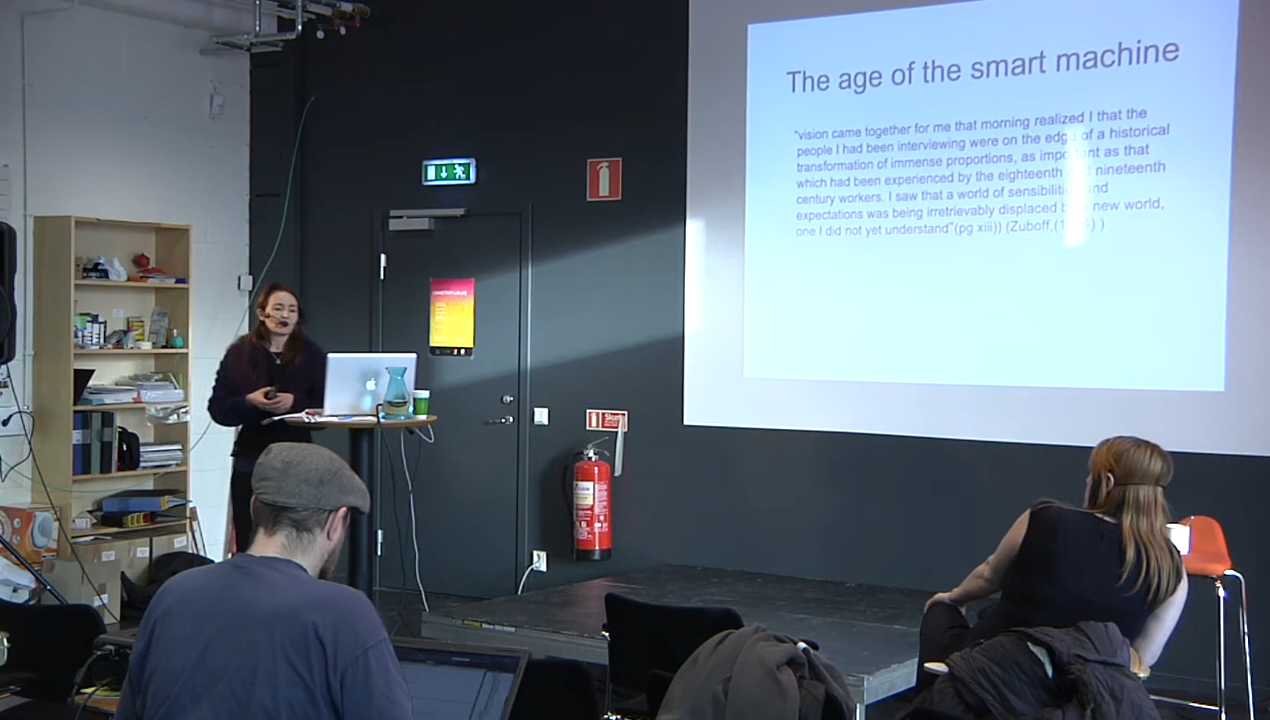 The age of the smart machine
"vision came together for me that morning realized I that the
people I had been interviewing were on the edge of a historical
transformation of immense proportions, as important as that
which had been experienced by the eighteenth nineteenth
century workers. I saw that a world of sensibilities and
expectations was being irretrievably displaced new world,
one I did not yet understand"(pg xiii)) (Zuboff,( ) )